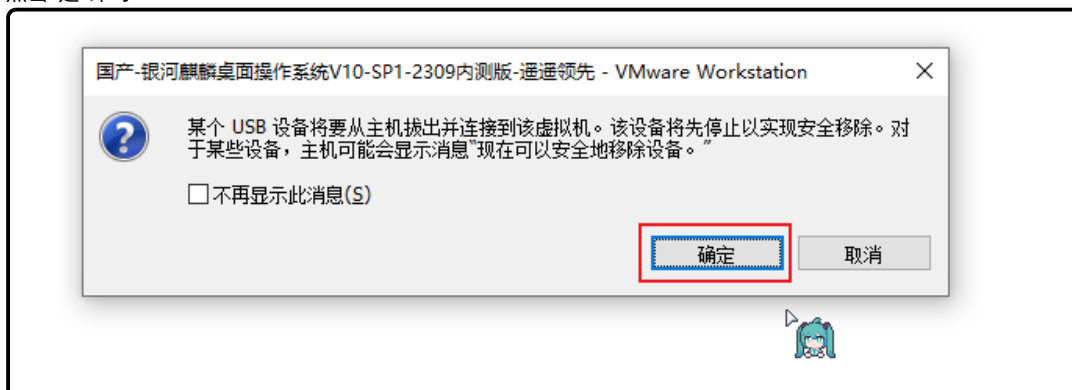 国产-银河麒麟桌面操作系统V10-SP1-2309内测版-遥遥领先 - VMware Workstation
某个 USB 设备将要从主机拔出并连接到该虚拟机。该设备将先停止以实现安全移除。对
于某些设备，主机可能会显示消息"现在可以安全地移除设备。"
不再显示此消息(S)
确定
取消